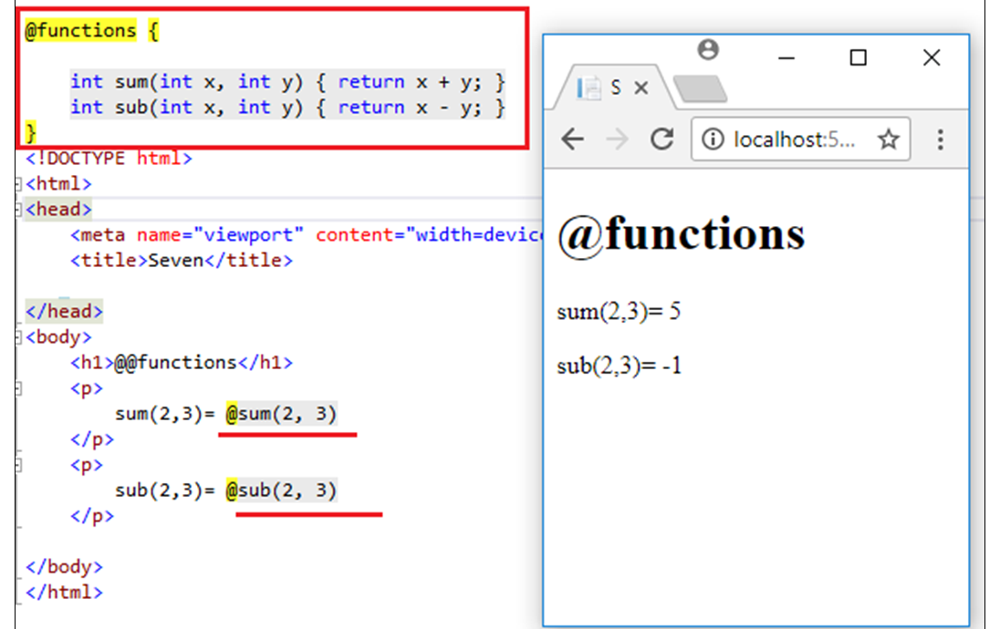 @functions {
int sum(int x, int y) { return x + y; }
int sub(int x, int y) { return x - y; }
}
<!DOCTYPE html>
<html>
<head>
<meta name="viewport" content="width=device
<title>Seven</title>
</head>
<body>
<h1>@@functions</h1>
<p>
sum(2,3)= @sum(2, 3)
</p>
<p>
sub(2,3)= @sub(2, 3)
</p>
</body>
</html>
S
localhost:5...
@functions
sum(2,3)= 5
sub(2,3)= -1